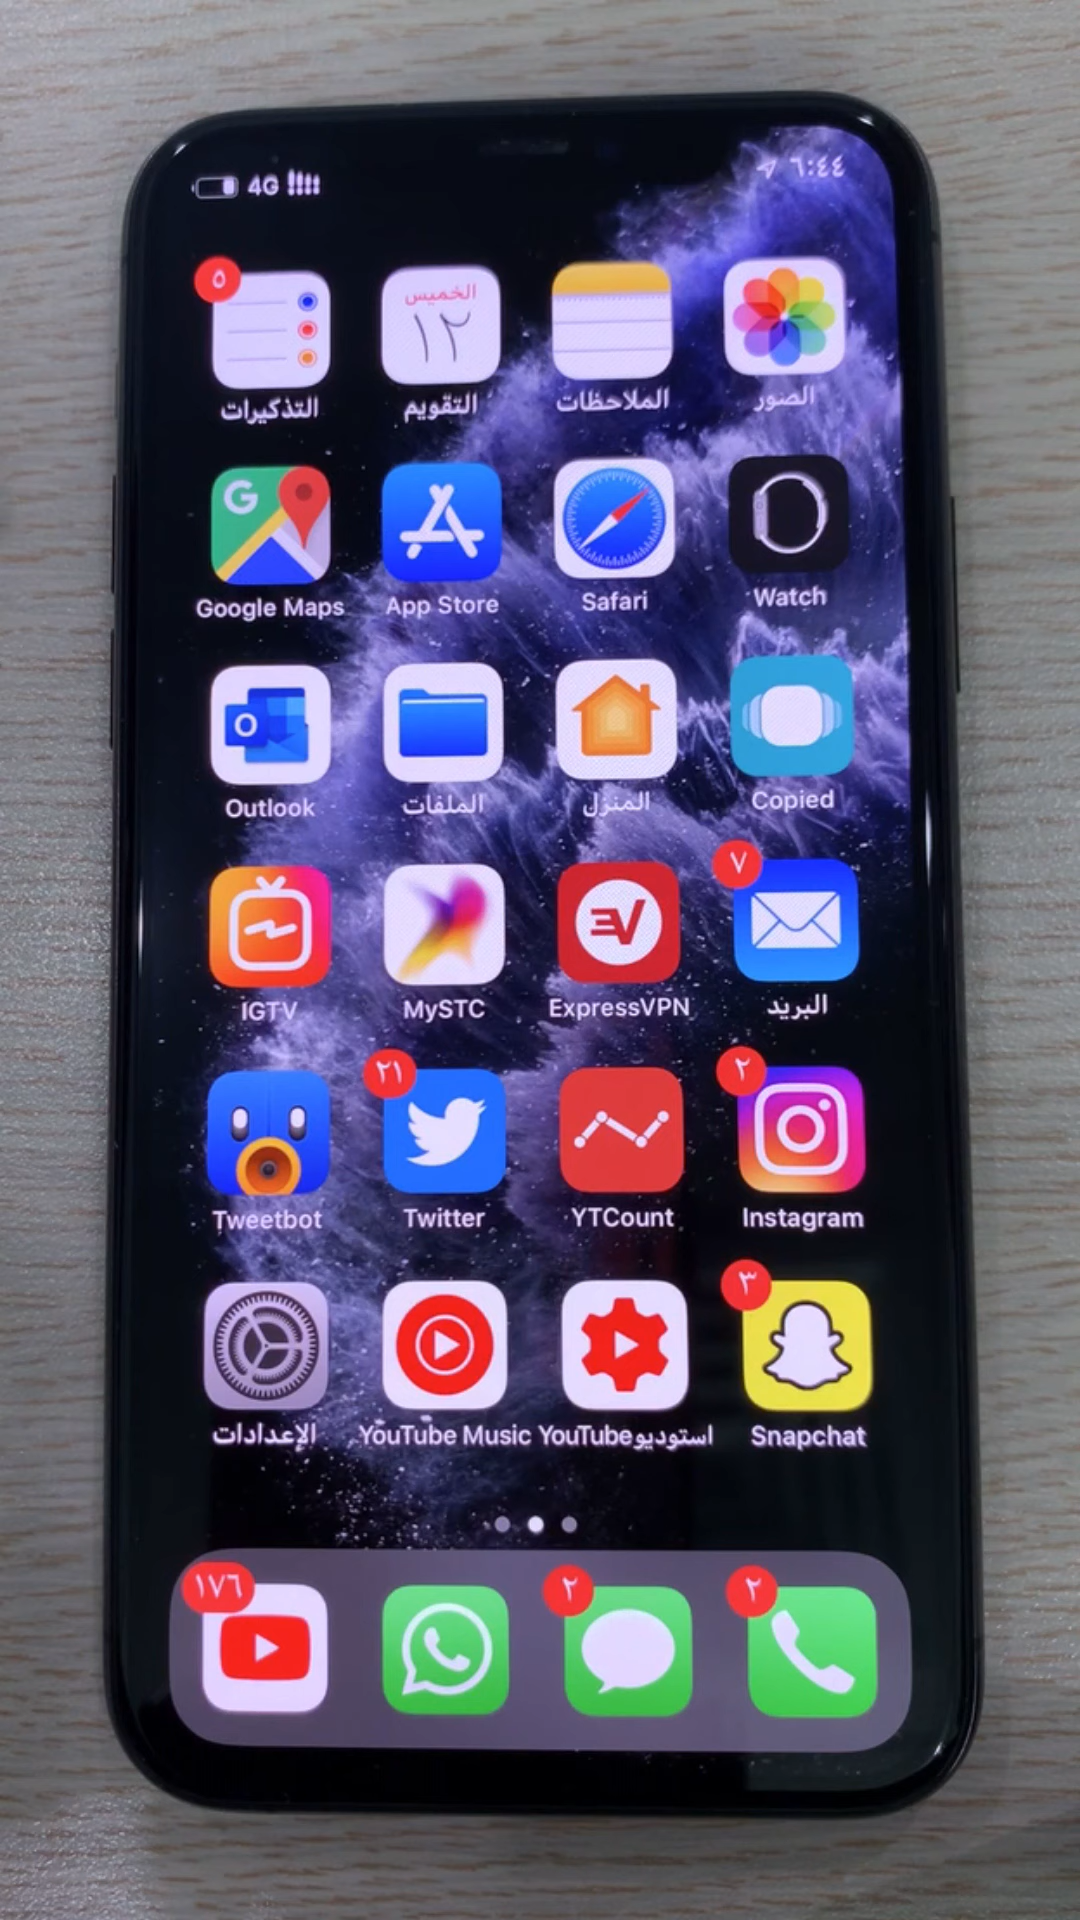 ٦:٤٤
4G
٥
الخميس
١٢
الصور
الملاحظات
التقويم
التذكيرات
G
Watch
Safari
App Store
Google Maps
O
Copied
المنزل
الملفات
Outlook
٧
EV
البريد
ExpressVPN
MySTC
IGTV
٢
٢١
Instagram
YTCount
Twitter
Tweetbot
٣
Snapchat
استوديو YouTube
YouTube Music
الإعدادات
٢
٢
١٧٦